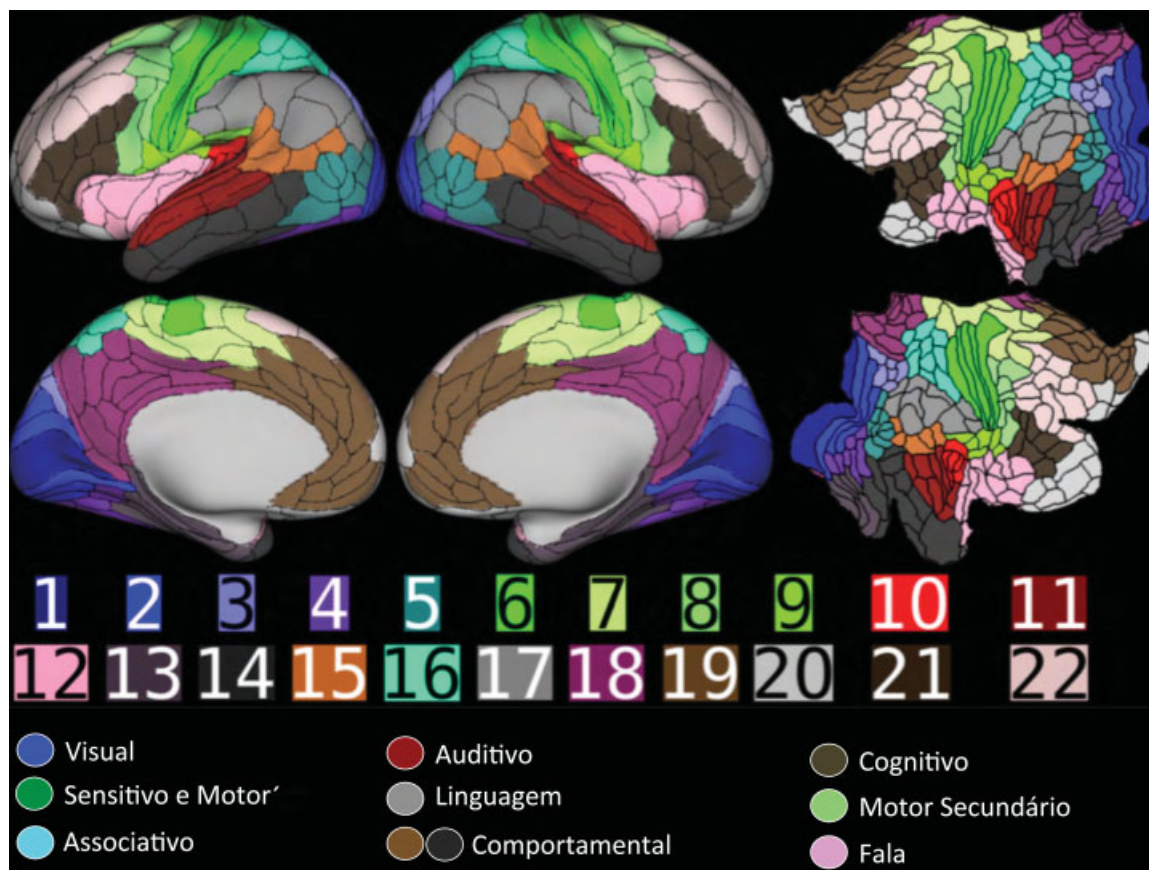 1 2 3 4 5 6 7 8 9 10 11
12 13 14 15 16 17 18 19 20 21 22
Visual
Auditivo
Cognitivo
Sensitivo e Motor´
Linguagem
Motor Secundário
Associativo
Comportamental
Fala